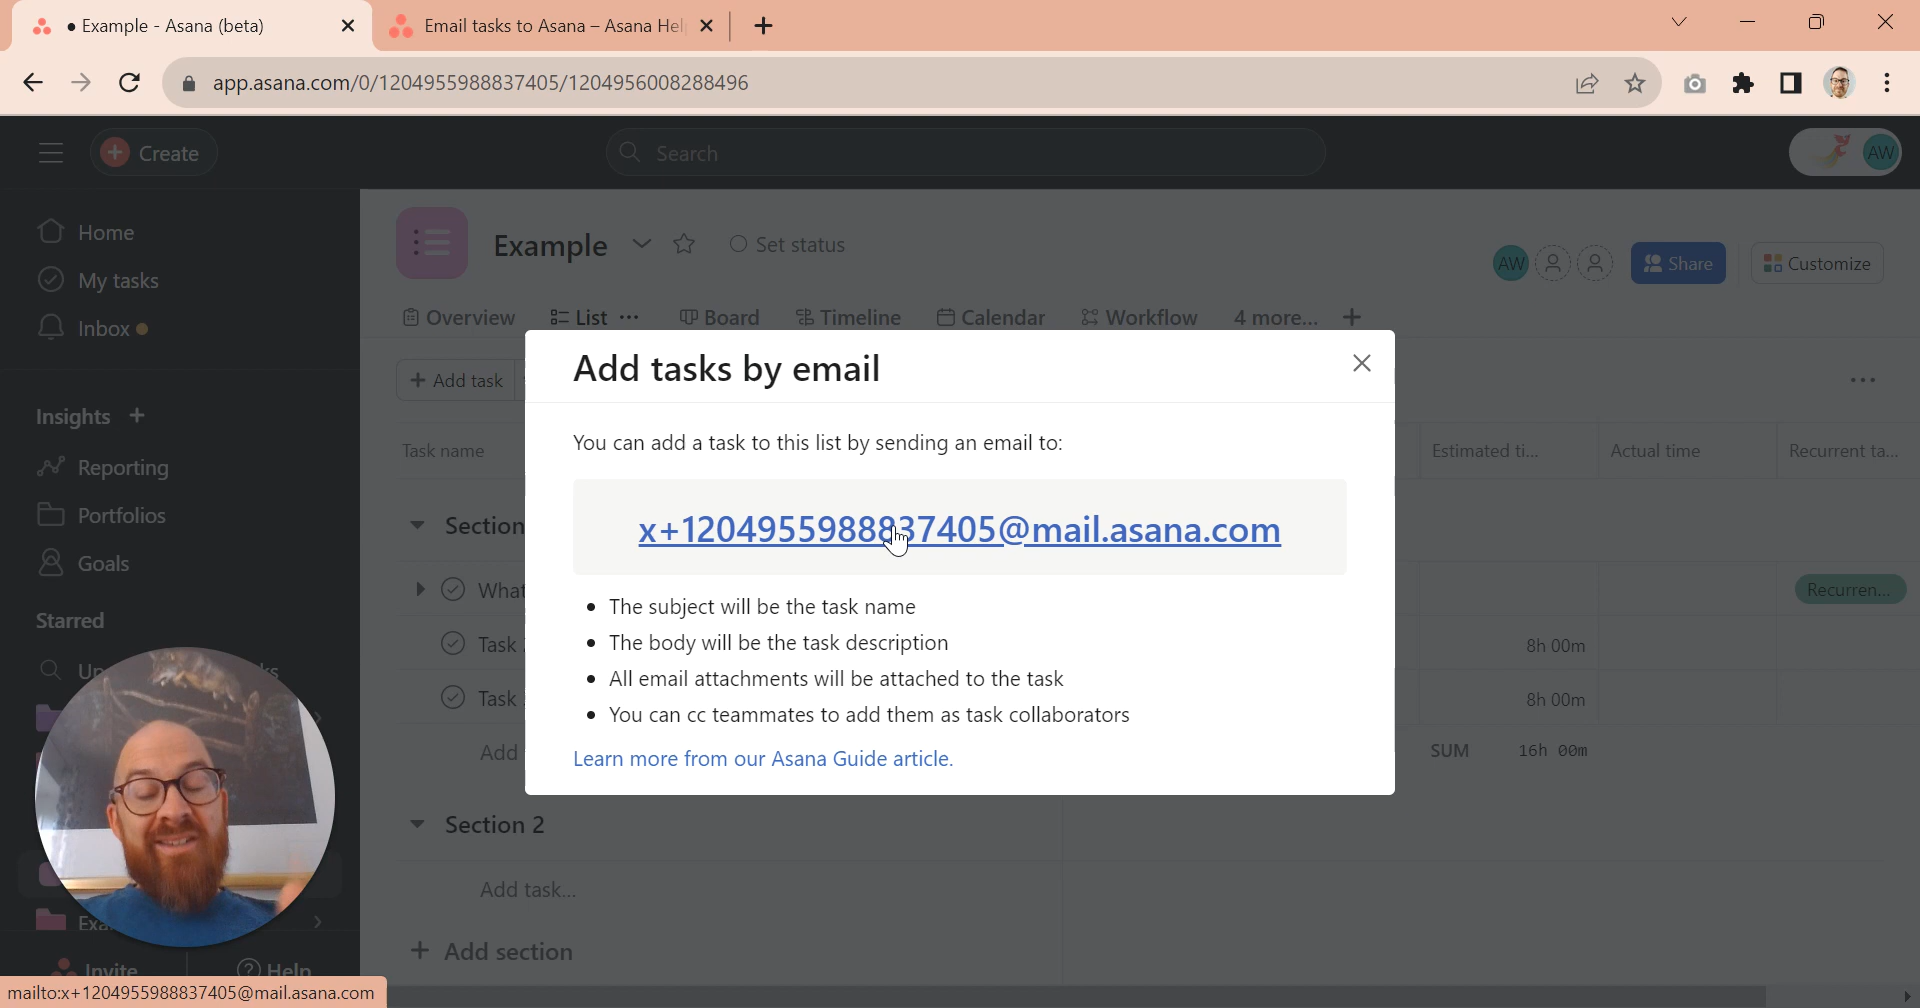 • Example - Asana (beta)
Email tasks to Asana – Asana Hel
app.asana.com/0/1204955988837405/1204956008288496
Create
Search
AW
Home
My tasks
Inbox
Insights +
Reporting
Portfolios
Goals
Starred
Invite
Help
Example
Set status
AW
Share
Customize
Overview
List
Board
Timeline
Calendar
Workflow
4 more...
+ Add task
Task name
Estimated ti...
Actual time
Recurrent ta...
Section
What
Recurren...
Task
8h 00m
Task
8h 00m
Add
SUM 16h 00m
Section 2
Add task...
+ Add section
Add tasks by email
You can add a task to this list by sending an email to:
x+1204955988837405@mail.asana.com
• The subject will be the task name
• The body will be the task description
• All email attachments will be attached to the task
• You can cc teammates to add them as task collaborators
Learn more from our Asana Guide article.
mailto:x+1204955988837405@mail.asana.com